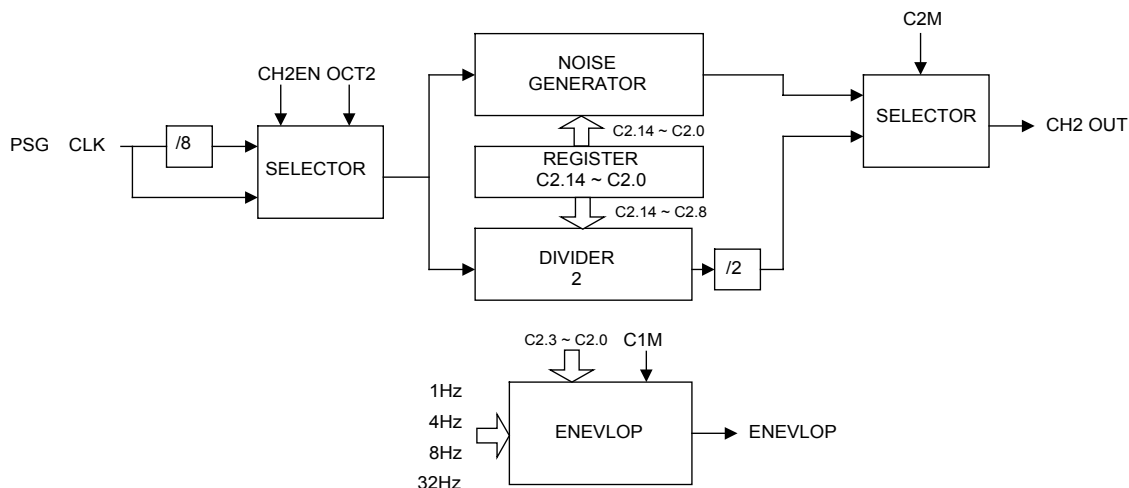 C2M
CH2EN OCT2
NOISE
GENERATOR
SELECTOR
PSG CLK
/8
SELECTOR
C2.14 ~ C2.0
CH2 OUT
REGISTER
C2.14 ~ C2.0
C2.14 ~ C2.8
DIVIDER
2
/2
C2.3 ~ C2.0
C1M
1Hz
4Hz
8Hz
32Hz
ENEVLOP
ENEVLOP